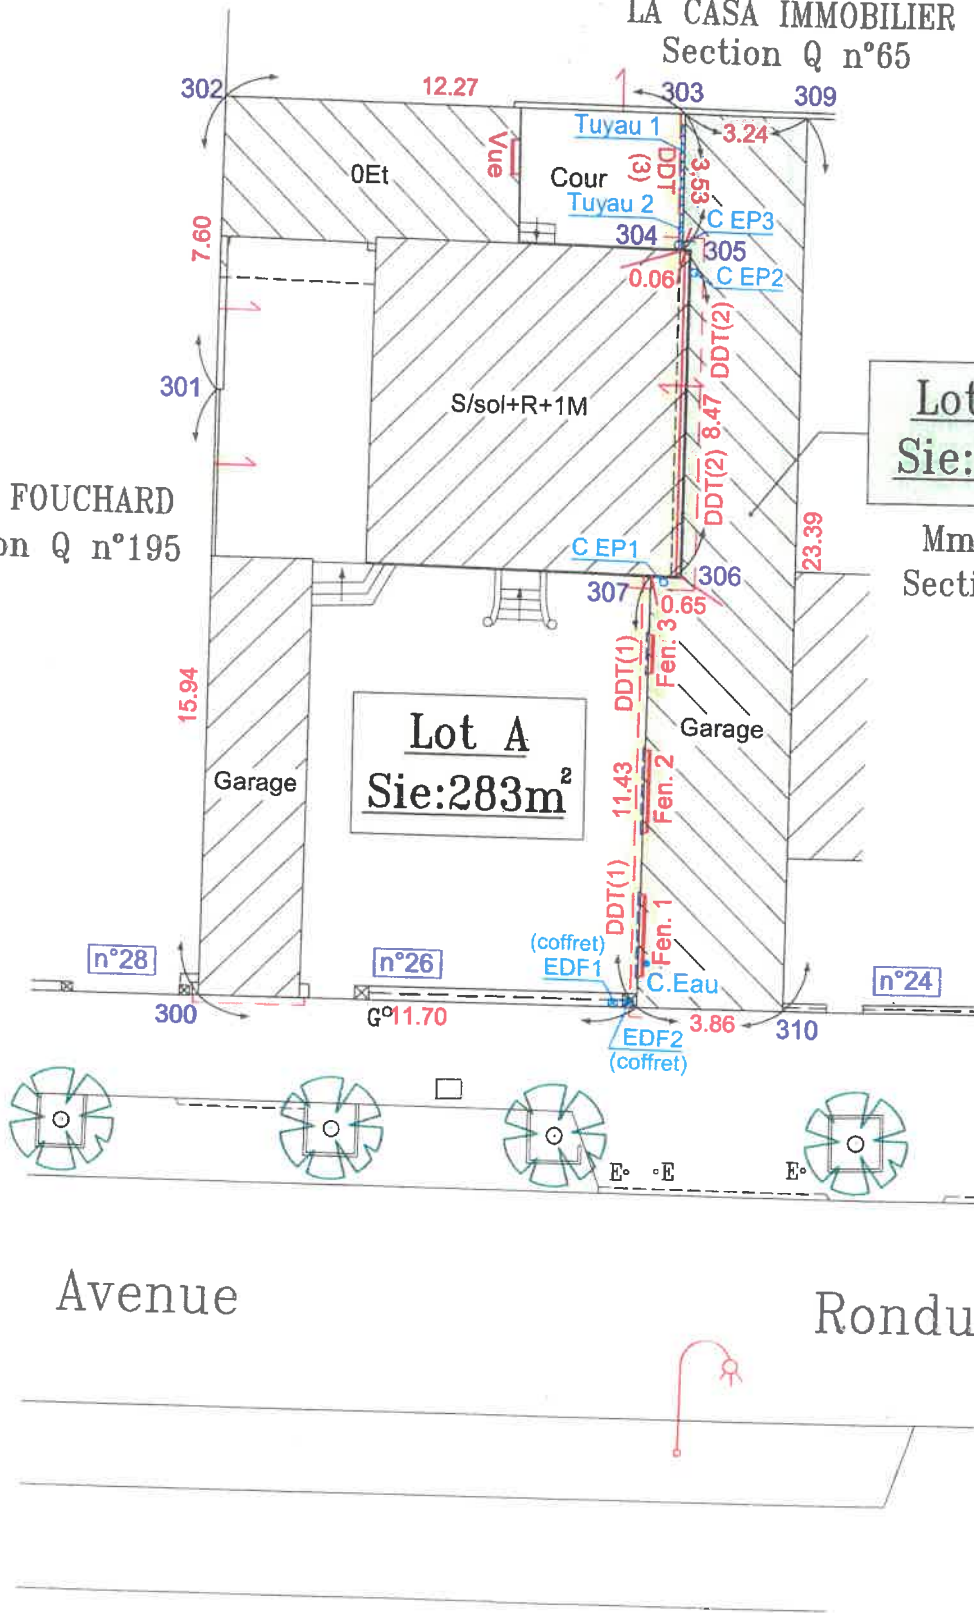 LA CASA IMMOBILIER
Section Q n°65
302
12.27
303
309
Tuyau 1
3.24
Vue
DDT
(3)
3.53
0Et
Cour
Tuyau 2
C EP3
7.60
304
305
0.06
C EP2
DDT(2)
301
S/sol+R+1M
8.47
Lot
Sie:
DDT(2)
FOUCHARD
on Q n°195
C EP1
23.39
Mm
Secti
307
306
0.65
DDT(1)
Fen. 3
15.94
Lot A
Sie:283m²
Garage
Garage
11.43
Fen. 2
DDT(1)
Fen. 1
n°28
n°26
(coffret)
EDF1
C.Eau
n°24
300
G
11.70
3.86
310
EDF2
(coffret)
E
E
E
Avenue
Rondu